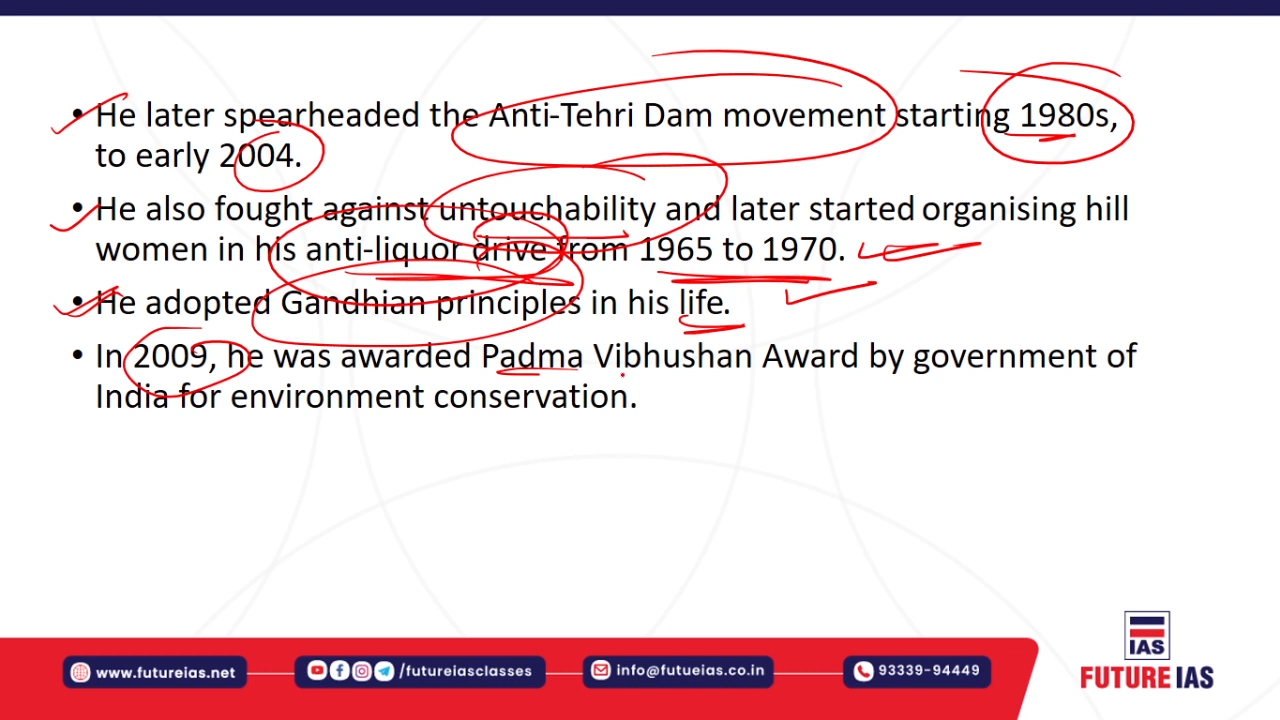 • He later spearheaded the Anti-Tehri Dam movement starting 1980s,
to early 2004.
• He also fought against untouchability and later started organising hill
women in his anti-liquor drive from 1965 to 1970.
• He adopted Gandhian principles in his life.
• In 2009, he was awarded Padma Vibhushan Award by government of
India for environment conservation.
IAS
FUTURE IAS
www.futureias.net
/futureiasclasses
info@futueias.co.in
93339-94449